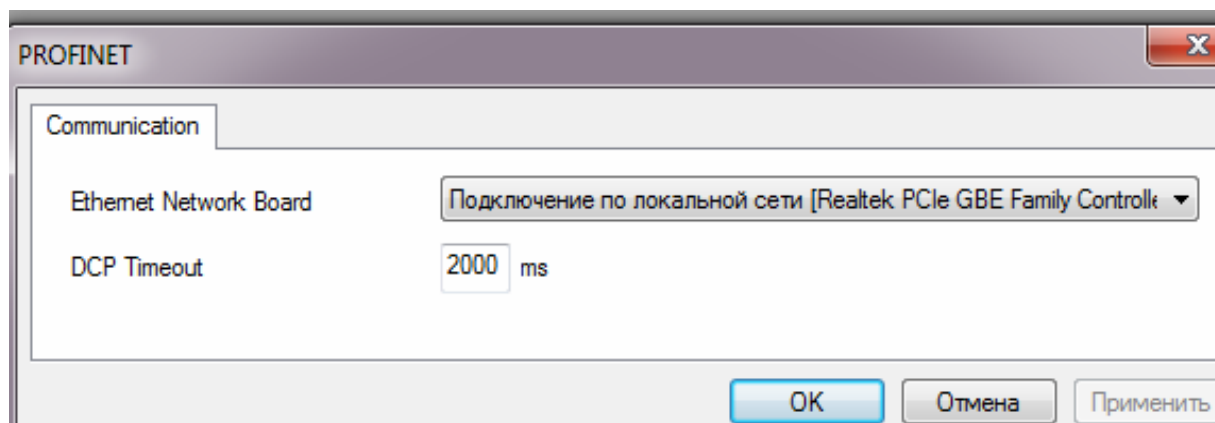 PROFINET
Communication
Ethernet Network Board Подключение по локальной сети [Realtek PCIe GBE Family Controlle
DCP Timeout 2000 ms
OK Отмена Применить